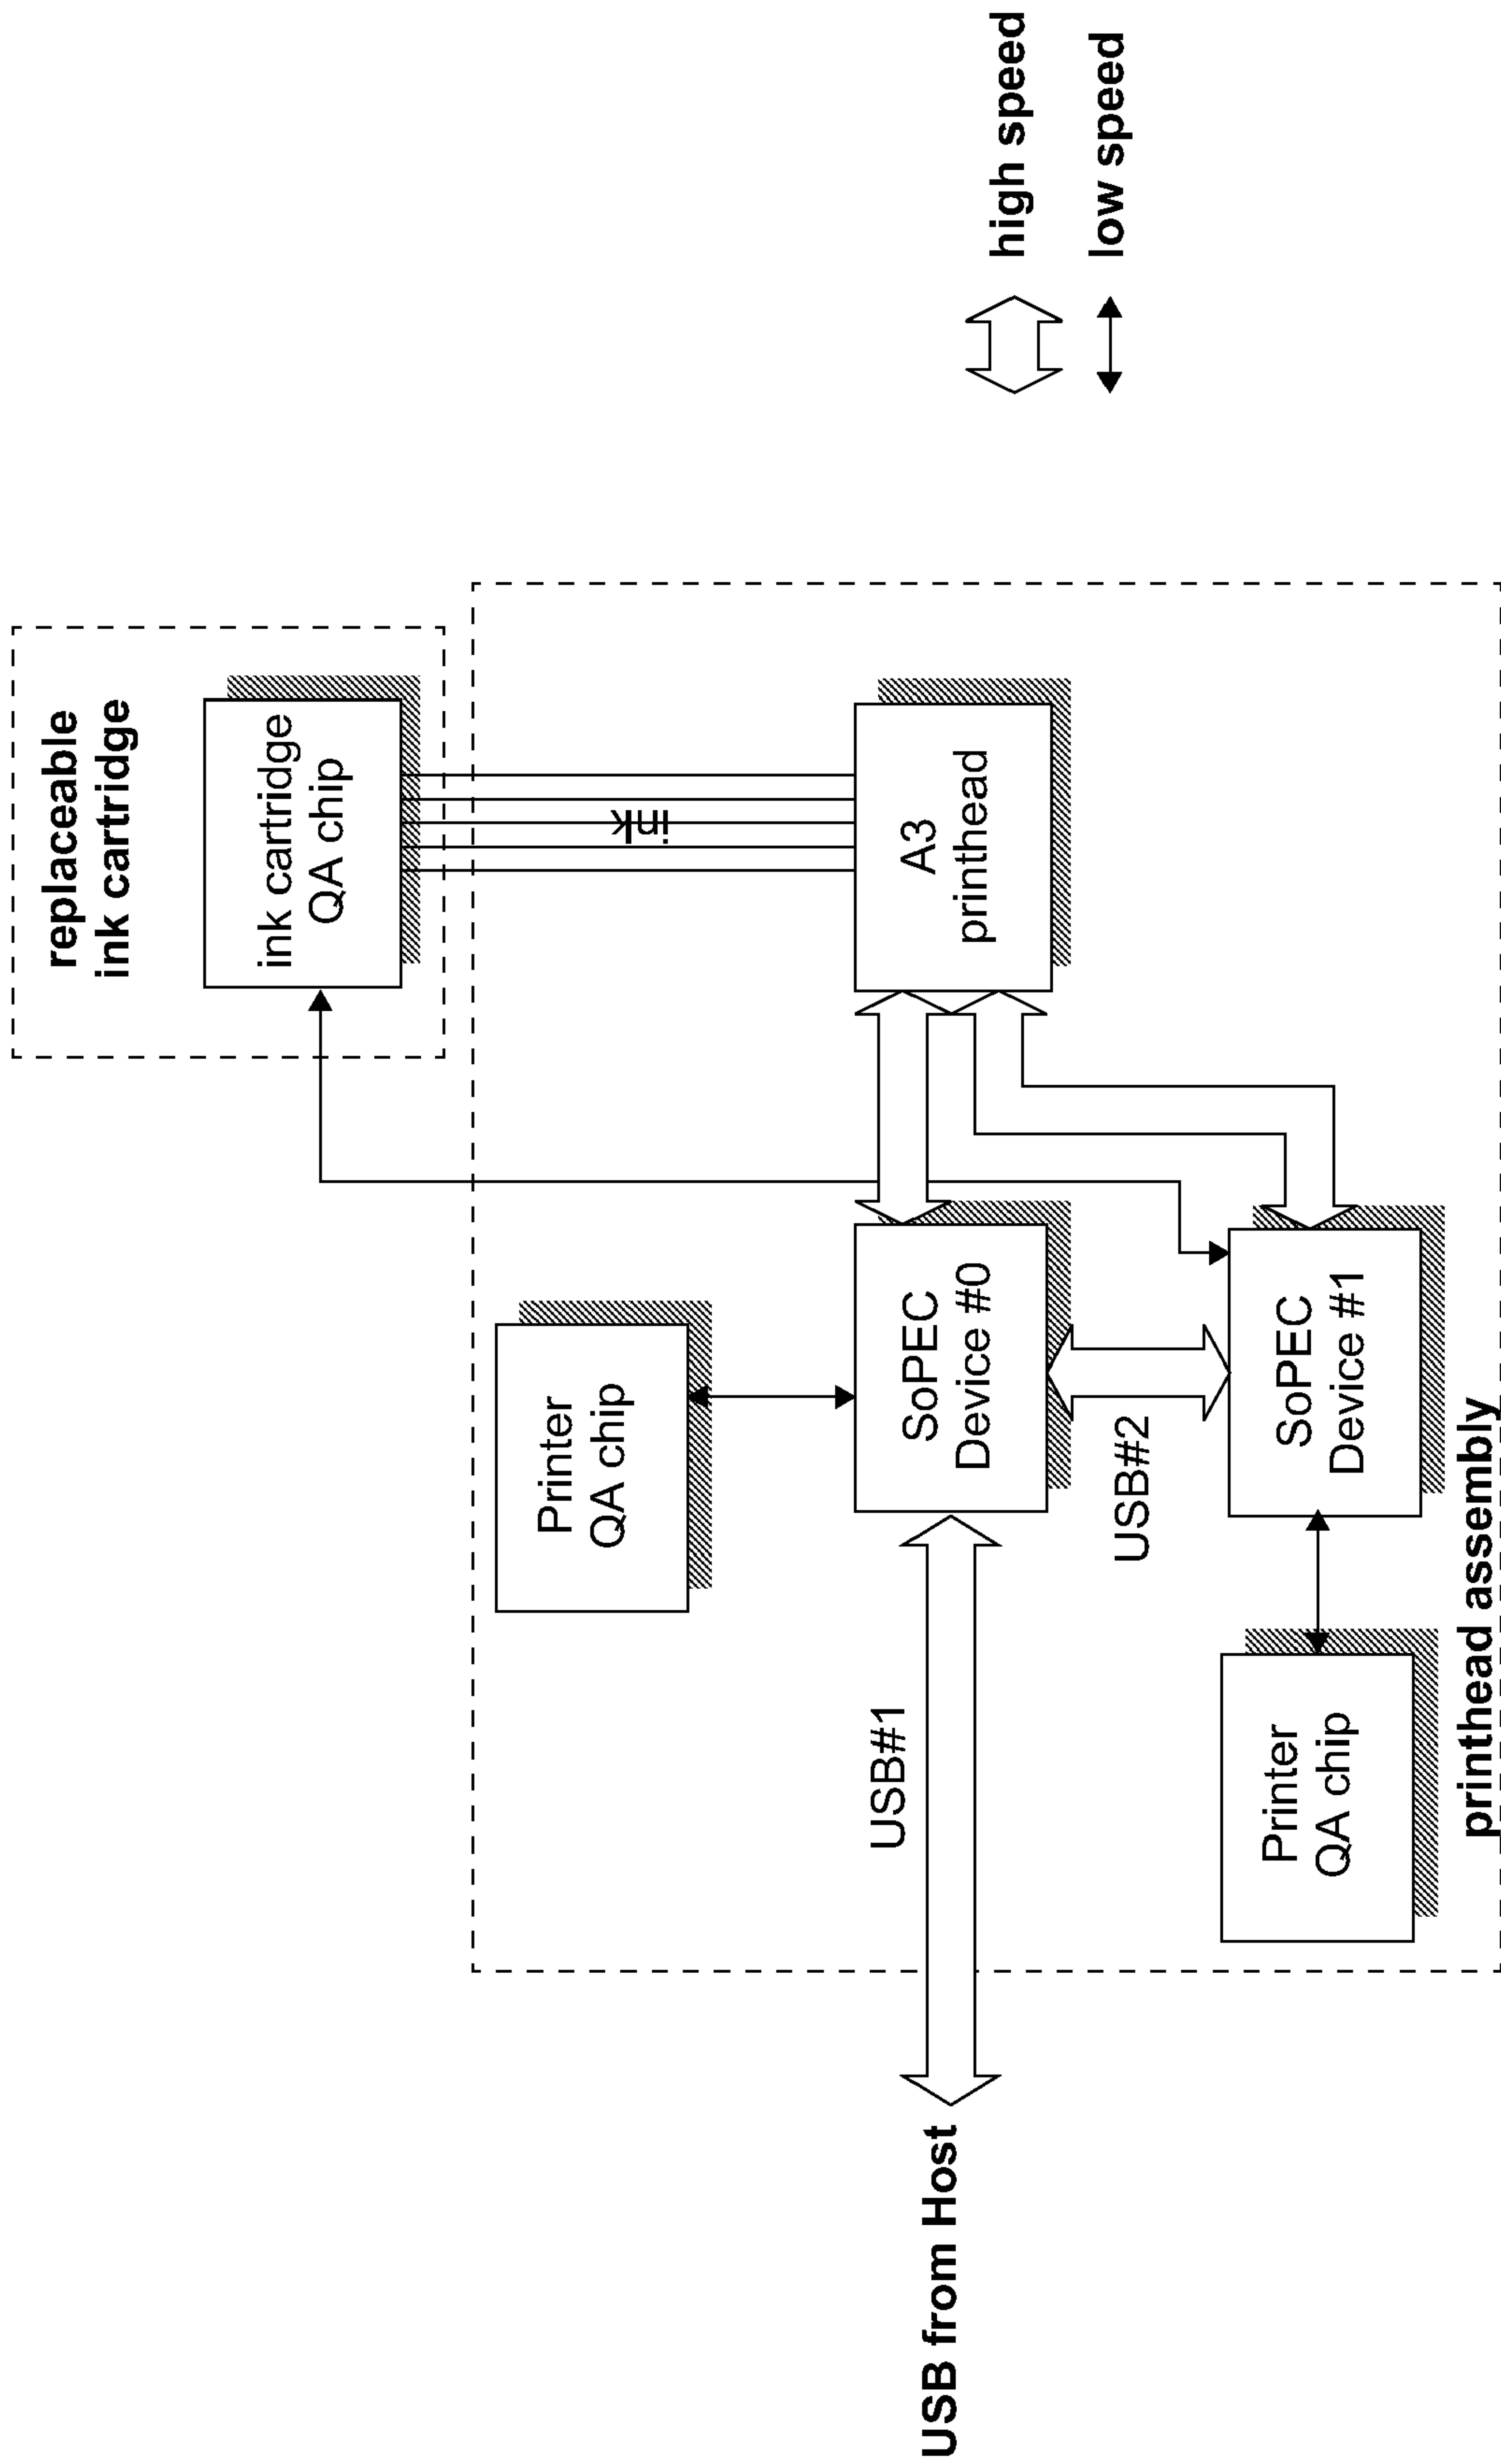 replaceable
ink cartridge
ink cartridge
QA chip
ink
A3
printhead
Printer
QA chip
SoPEC
Device #0
USB#1
USB from Host
USB#2
SoPEC
Device #1
Printer
QA chip
printhead assembly
high speed
low speed